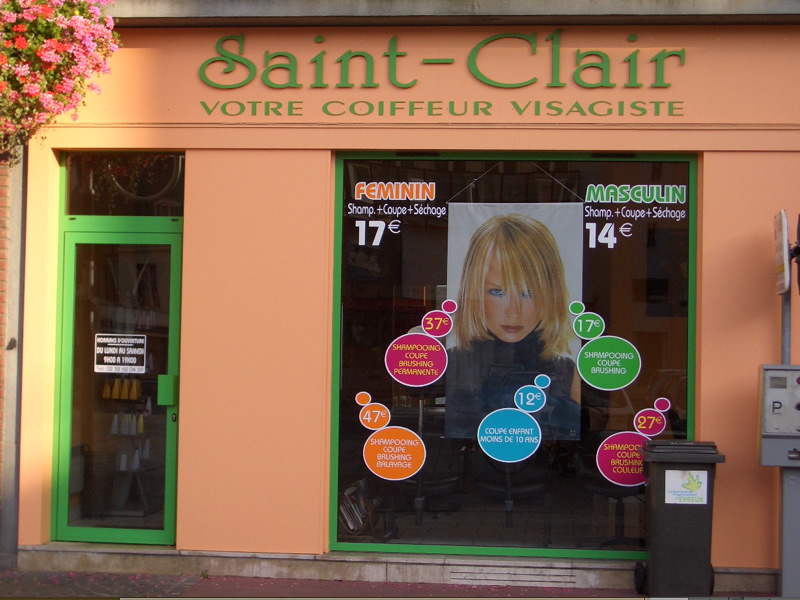 Saint-Clair
VOTRE COIFFEUR VISAGISTE
FEMININ
Shamp.+Coupe+Séchage
17€
MASCULIN
Shamp.+Coupe+Séchage
14€
37€
SHAMPOOING
COUPE
BRUSHING
PERMANENTE
17€
SHAMPOOING
COUPE
BRUSHING
47€
SHAMPOOING
COUPE
BRUSHING
BALAYAGE
12€
COUPE ENFANT
MOINS DE 10 ANS
27€
SHAMPOOING
COUPE
BRUSHING
COULEUR
D'OUVERTURE
DU LUNDI AU SAMEDI
9H00 A 19H00
P